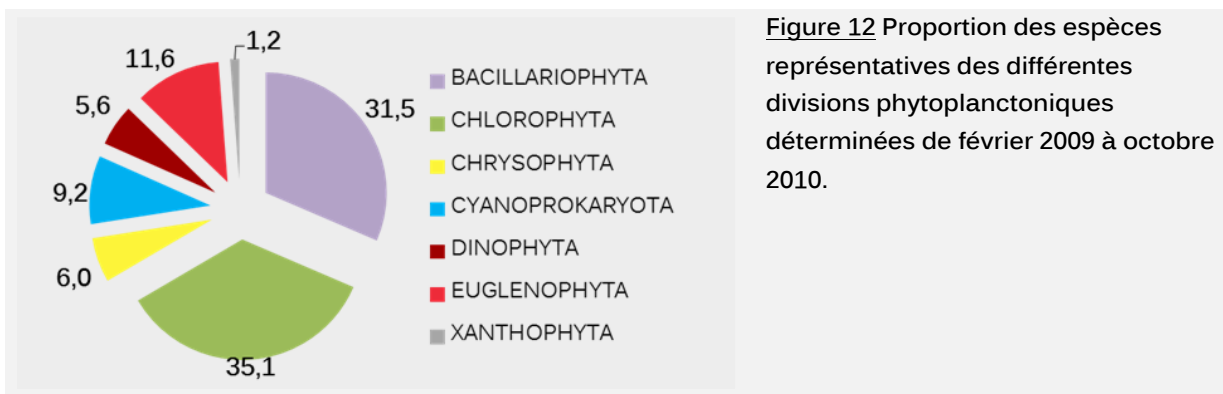 1,2
11,6
5,6
9,2
6,0
35,1
31,5
BACILLARIOPHYTA
CHLOROPHYTA
CHRYSOPHYTA
CYANOPROKARYOTA
DINOPHYTA
EUGLENOPHYTA
XANTHOPHYTA
Figure 12 Proportion des espèces
représentatives des différentes
divisions phytoplanctoniques
déterminées de février 2009 à octobre
2010.